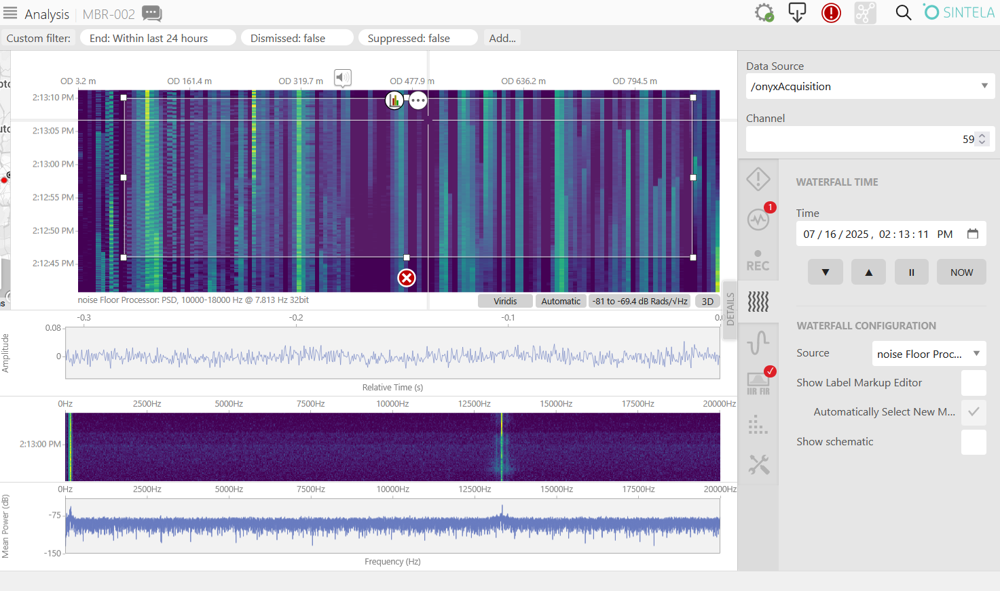 Analysis MBR-002
SINTELA
Custom filter: End: Within last 24 hours Dismissed: false Suppressed: false Add...
OD 3.2 m OD 161.4 m OD 319.7 m OD 477.9 m OD 636.2 m OD 794.5 m
2:13:10 PM
2:13:05 PM
2:13:00 PM
2:12:55 PM
2:12:50 PM
2:12:45 PM
noise Floor Processor: PSD, 10000-18000 Hz @ 7.813 Hz 32bit
Viridis Automatic -81 to -69.4 dB Rads/√Hz 3D
DETAILS
-0.3 -0.2 -0.1
0.08
0
Amplitude
Relative Time (s)
0Hz 2500Hz 5000Hz 7500Hz 10000Hz 12500Hz 15000Hz 17500Hz 20000Hz
2:13:00 PM
0Hz 2500Hz 5000Hz 7500Hz 10000Hz 12500Hz 15000Hz 17500Hz 20000Hz
-75
-150
Mean Power (dB)
Frequency (Hz)
Data Source
/onyxAcquisition
Channel
59
1
REC
IIR FIR
WATERFALL TIME
Time
07 / 16 / 2025 , 02 : 13 : 11 PM
NOW
WATERFALL CONFIGURATION
Source noise Floor Proc...
Show Label Markup Editor
Automatically Select New M...
Show schematic